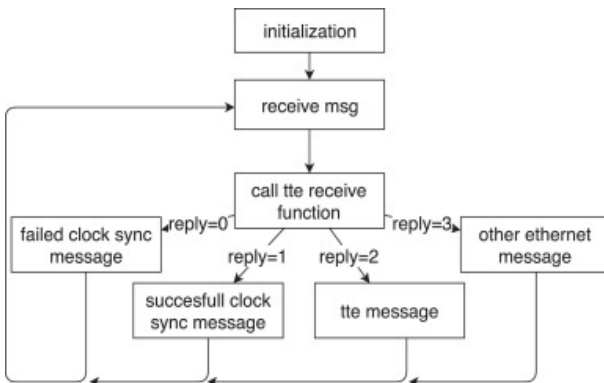 initialization
receive msg
call tte receive
function
reply=0
reply=3
failed clock sync
message
other ethernet
message
reply=1
reply=2
succesfull clock
sync message
tte message